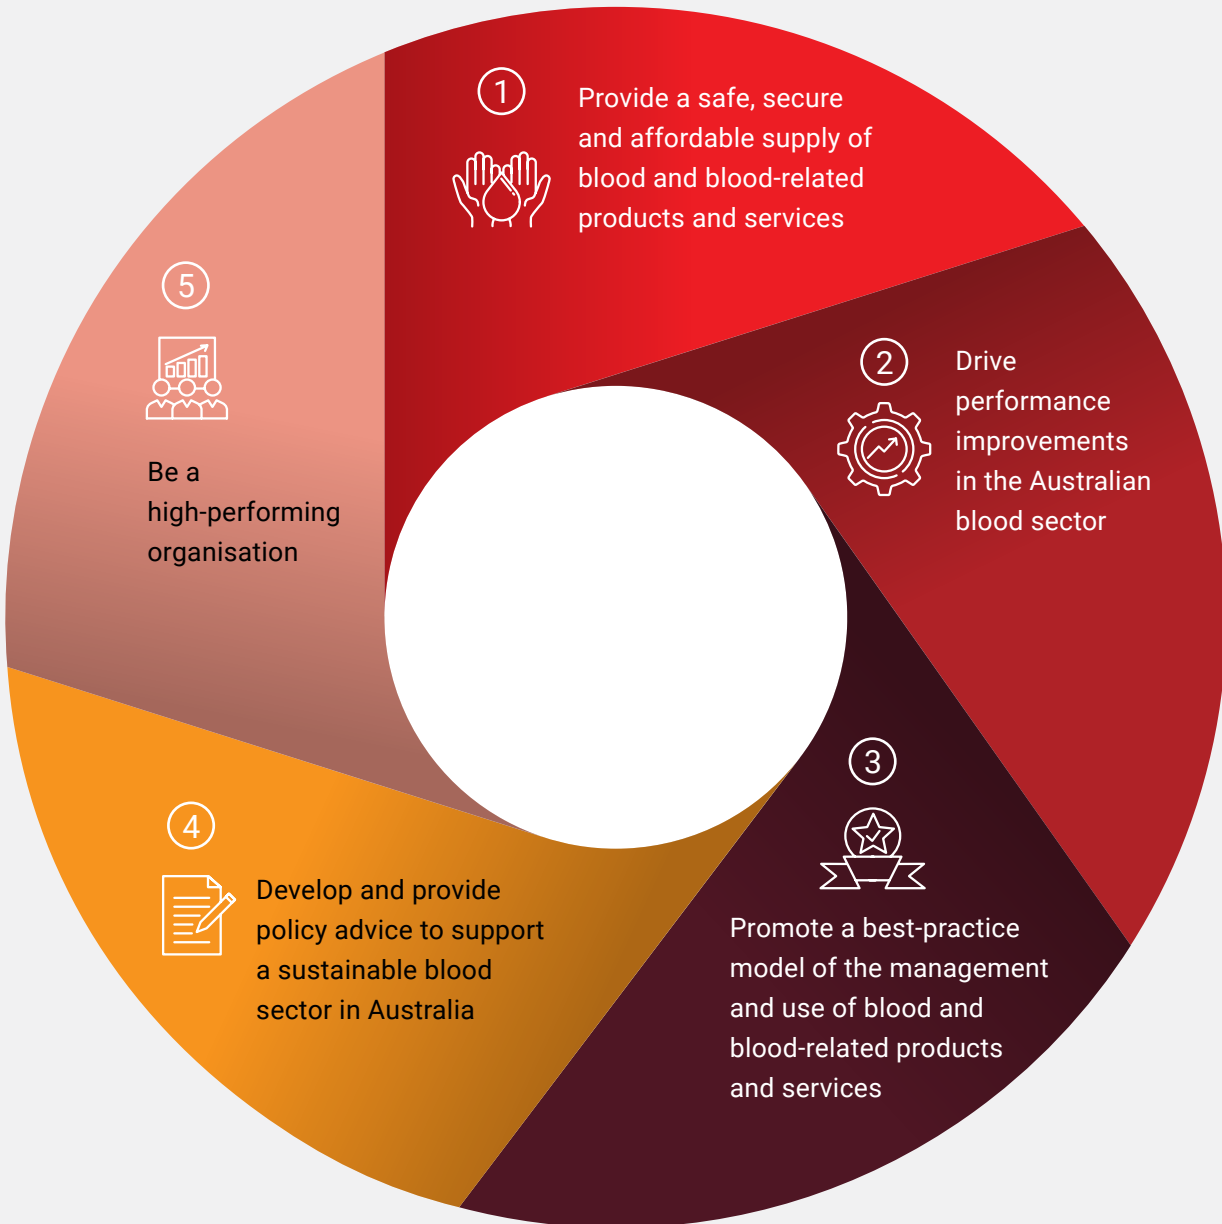 1
Provide a safe, secure
and affordable supply of
blood and blood-related
products and services
2
Drive
performance
improvements
in the Australian
blood sector
3
Promote a best-practice
model of the management
and use of blood and
blood-related products
and services
4
Develop and provide
policy advice to support
a sustainable blood
sector in Australia
5
Be a
high-performing
organisation